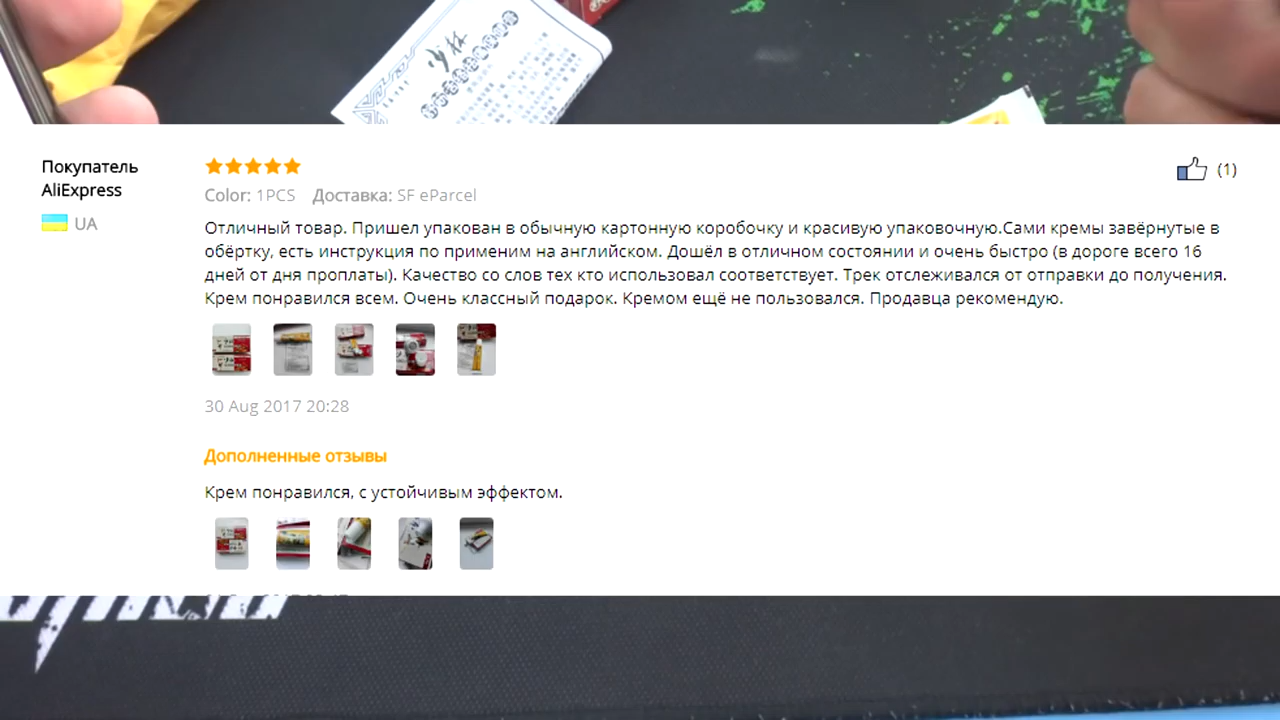 少林
Покупатель
AliExpress
UA
Color: 1PCS Доставка: SF eParcel
(1)
Отличный товар. Пришел упакован в обычную картонную коробочку и красивую упаковочную.Сами кремы завёрнутые в
обёртку, есть инструкция по применим на английском. Дошёл в отличном состоянии и очень быстро (в дороге всего 16
дней от дня проплаты). Качество со слов тех кто использовал соответствует. Трек отслеживался от отправки до получения.
Крем понравился всем. Очень классный подарок. Кремом ещё не пользовался. Продавца рекомендую.
30 Aug 2017 20:28
Дополненные отзывы
Крем понравился, с устойчивым эффектом.